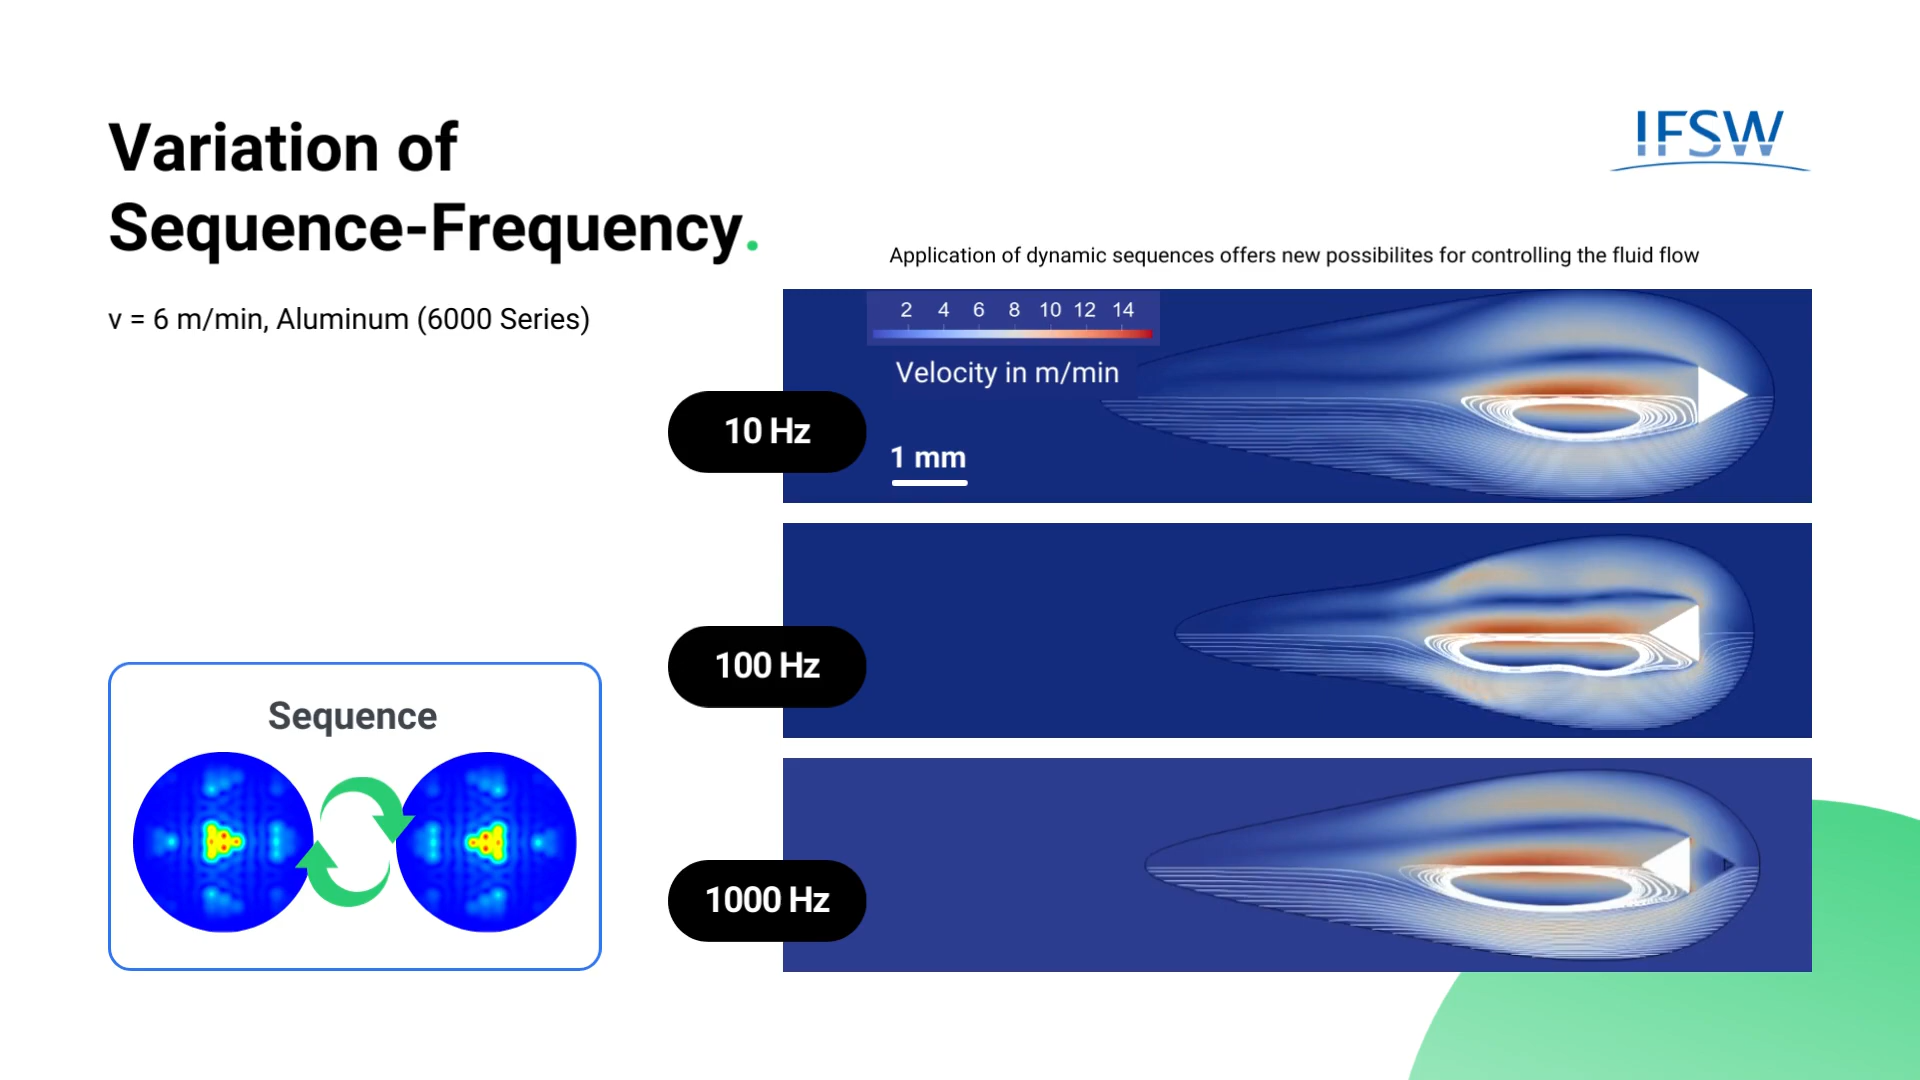 Variation of
Sequence-Frequency.
v = 6 m/min, Aluminum (6000 Series)
IFSW
Application of dynamic sequences offers new possibilites for controlling the fluid flow
2 4 6 8 10 12 14
Velocity in m/min
10 Hz
1 mm
100 Hz
1000 Hz
Sequence